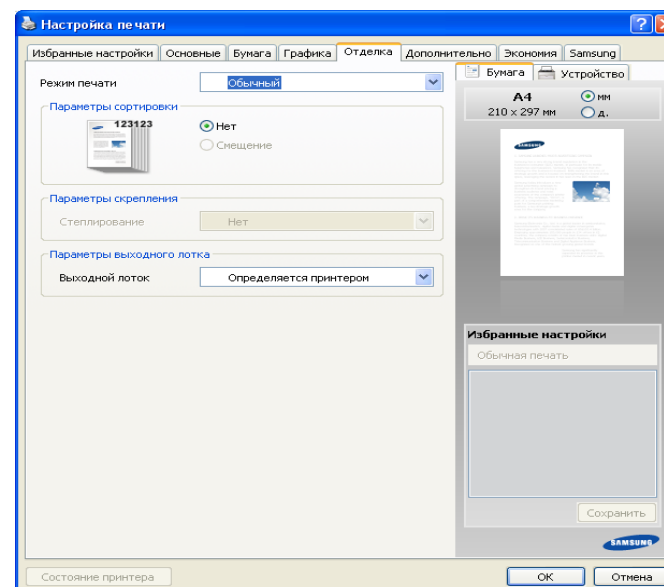 Настройка печати
Избранные настройки Основные Бумага Графика Отделка Дополнительно Экономия Samsung
Режим печати Обычный
Параметры сортировки
123123
Нет
Смещение
Параметры скрепления
Степлирование Нет
Параметры выходного лотка
Выходной лоток Определяется принтером
Бумага Устройство
A4
210 x 297 мм
мм
д.
SAMSUNG
Избранные настройки
Обычная печать
Сохранить
SAMSUNG
Состояние принтера OK Отмена